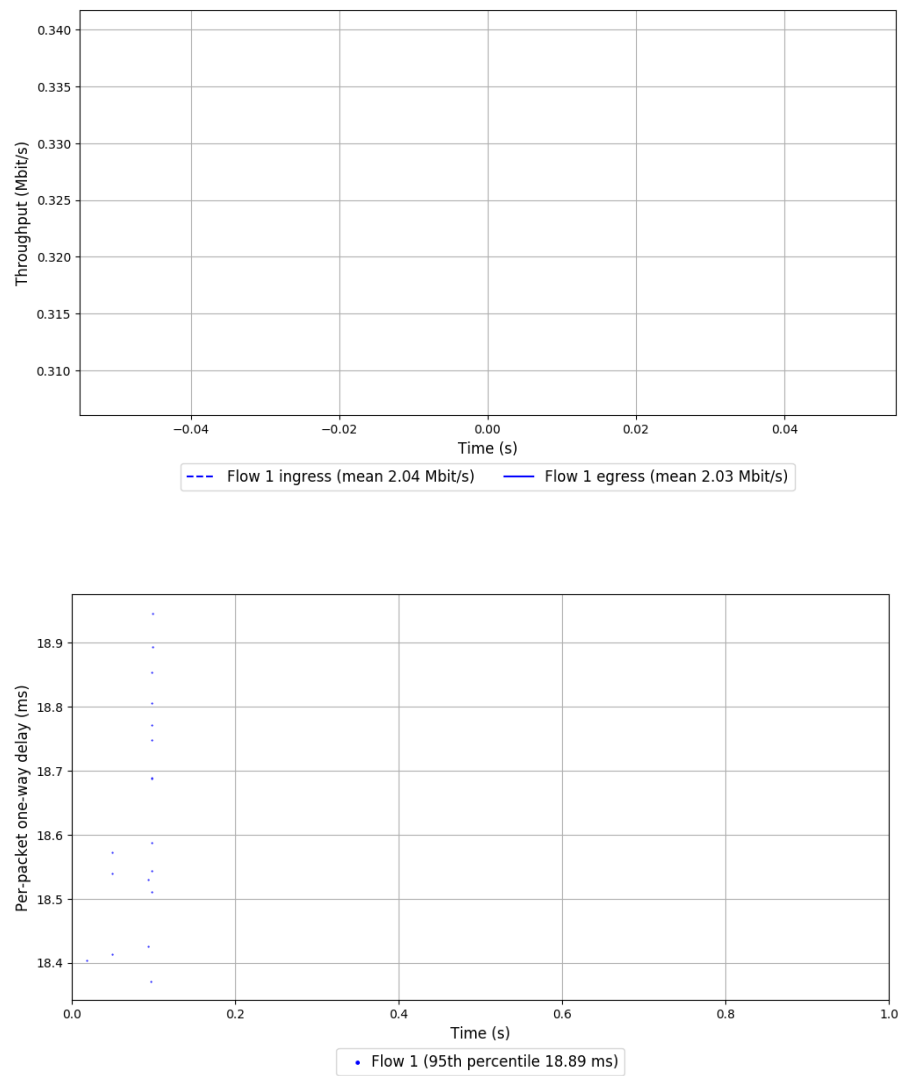 0.340
0.335
0.330
0.325
0.320
0.315
0.310
Throughput (Mbit/s)
−0.04 −0.02 0.00 0.02 0.04
Time (s)
Flow 1 ingress (mean 2.04 Mbit/s) Flow 1 egress (mean 2.03 Mbit/s)
18.9
18.8
18.7
18.6
18.5
18.4
Per-packet one-way delay (ms)
0.0 0.2 0.4 0.6 0.8 1.0
Time (s)
Flow 1 (95th percentile 18.89 ms)